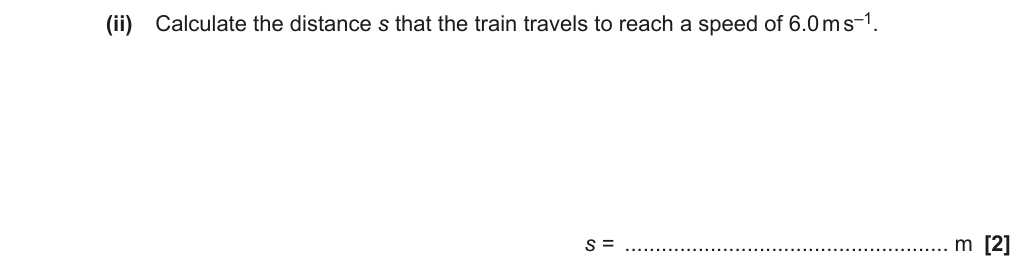 (ii) Calculate the distance s that the train travels to reach a speed of 6.0 m s⁻¹.
s = .................................................... m [2]